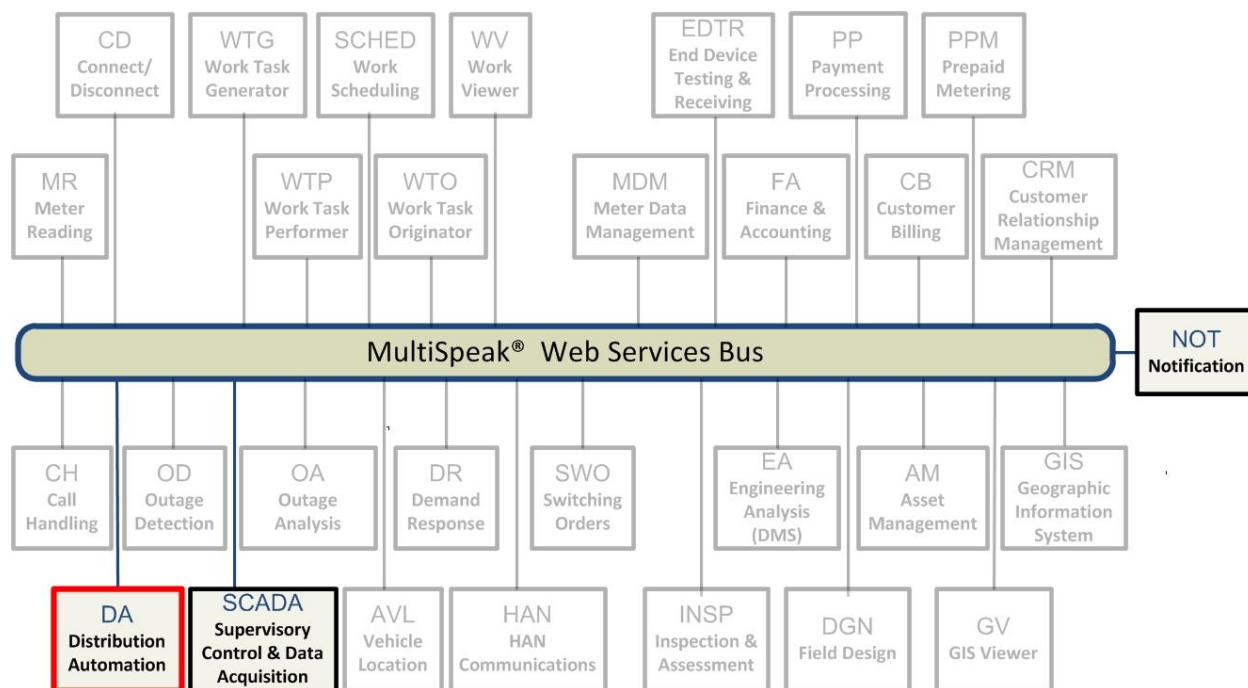 CD
Connect/
Disconnect
WTG
Work Task
Generator
SCHED
Work
Scheduling
WV
Work
Viewer
EDTR
End Device
Testing &
Receiving
PP
Payment
Processing
PPM
Prepaid
Metering
MR
Meter
Reading
WTP
Work Task
Performer
WTO
Work Task
Originator
MDM
Meter Data
Management
FA
Finance &
Accounting
CB
Customer
Billing
CRM
Customer
Relationship
Management
MultiSpeak® Web Services Bus
NOT
Notification
CH
Call
Handling
OD
Outage
Detection
OA
Outage
Analysis
DR
Demand
Response
SWO
Switching
Orders
EA
Engineering
Analysis
(DMS)
AM
Asset
Management
GIS
Geographic
Information
System
DA
Distribution
Automation
SCADA
Supervisory
Control & Data
Acquisition
AVL
Vehicle
Location
HAN
HAN
Communications
INSP
Inspection &
Assessment
DGN
Field Design
GV
GIS Viewer